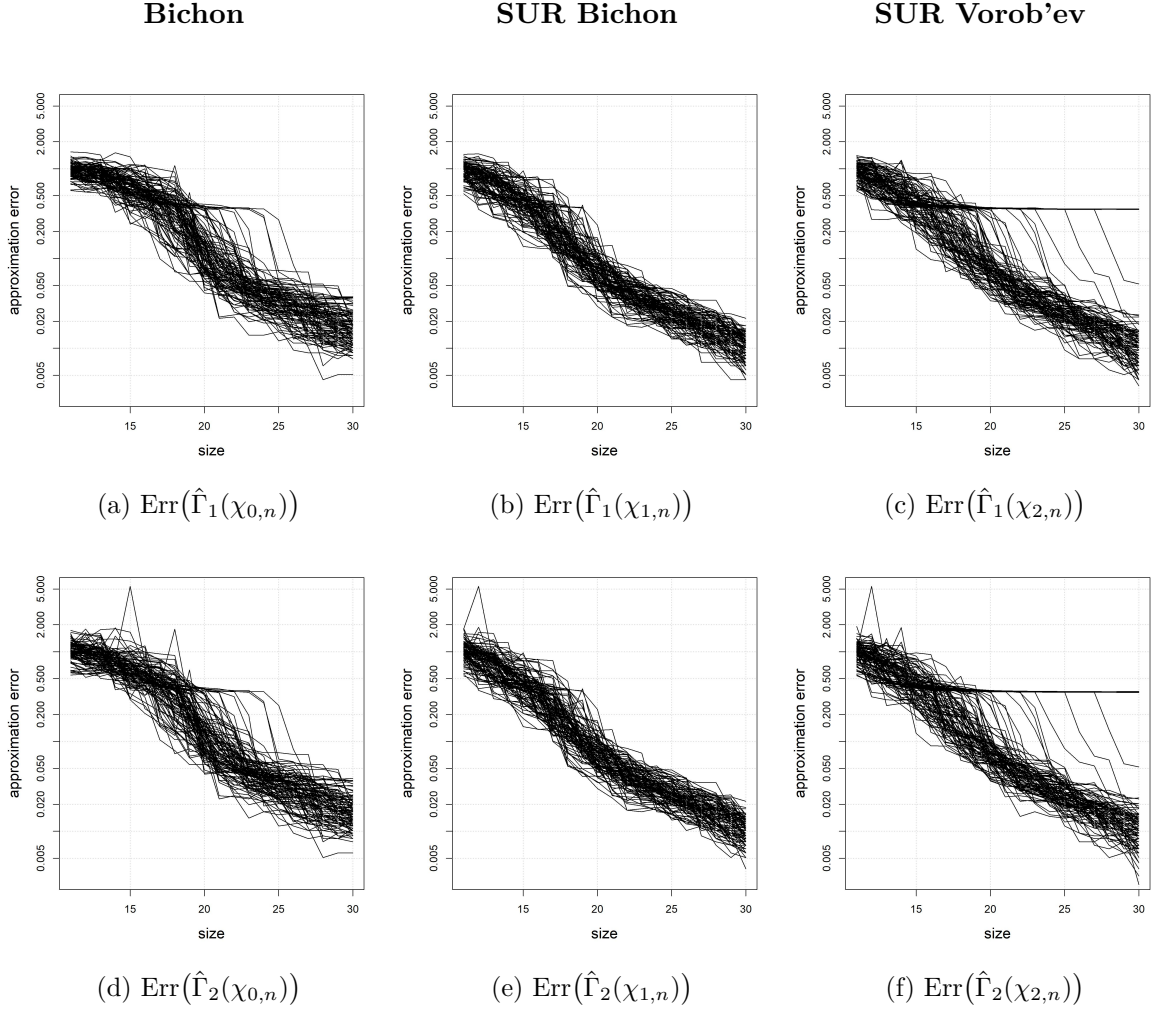 Bichon
SUR Bichon
SUR Vorob'ev
approximation error
5.000
2.000
0.500
0.200
0.050
0.020
0.005
15 20 25 30
size
approximation error
5.000
2.000
0.500
0.200
0.050
0.020
0.005
15 20 25 30
size
approximation error
5.000
2.000
0.500
0.200
0.050
0.020
0.005
15 20 25 30
size
(a) Err(Γ̂₁(χ₀,ₙ))
(b) Err(Γ̂₁(χ₁,ₙ))
(c) Err(Γ̂₁(χ₂,ₙ))
approximation error
5.000
2.000
0.500
0.200
0.050
0.020
0.005
15 20 25 30
size
approximation error
5.000
2.000
0.500
0.200
0.050
0.020
0.005
15 20 25 30
size
approximation error
5.000
2.000
0.500
0.200
0.050
0.020
0.005
15 20 25 30
size
(d) Err(Γ̂₂(χ₀,ₙ))
(e) Err(Γ̂₂(χ₁,ₙ))
(f) Err(Γ̂₂(χ₂,ₙ))